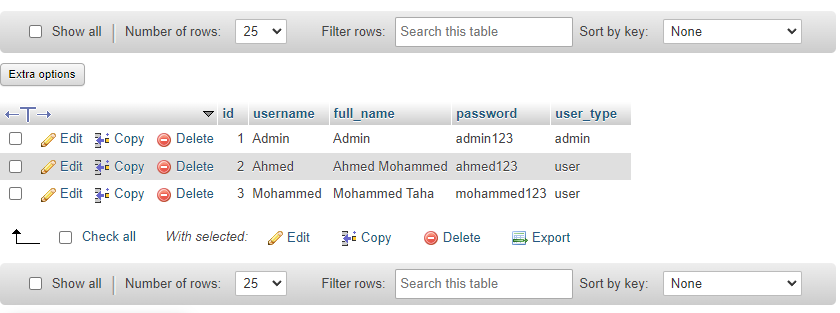 Show all Number of rows: 25 Filter rows: Search this table Sort by key: None
Extra options
←T→ id username full_name password user_type
Edit Copy Delete 1 Admin Admin admin123 admin
Edit Copy Delete 2 Ahmed Ahmed Mohammed ahmed123 user
Edit Copy Delete 3 Mohammed Mohammed Taha mohammed123 user
Check all With selected: Edit Copy Delete Export
Show all Number of rows: 25 Filter rows: Search this table Sort by key: None